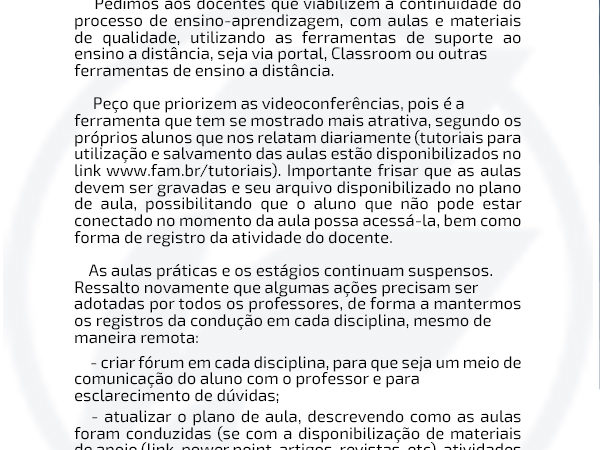 Pedimos aos docentes que viabilizem a continuidade do
processo de ensino-aprendizagem, com aulas e materiais
de qualidade, utilizando as ferramentas de suporte ao
ensino a distância, seja via portal, Classroom ou outras
ferramentas de ensino a distância.
Peço que priorizem as videoconferências, pois é a
ferramenta que tem se mostrado mais atrativa, segundo os
próprios alunos que nos relatam diariamente (tutoriais para
utilização e salvamento das aulas estão disponibilizados no
link www.fam.br/tutoriais). Importante frisar que as aulas
devem ser gravadas e seu arquivo disponibilizado no plano
de aula, possibilitando que o aluno que não pode estar
conectado no momento da aula possa acessá-la, bem como
forma de registro da atividade do docente.
As aulas práticas e os estágios continuam suspensos.
Ressalto novamente que algumas ações precisam ser
adotadas por todos os professores, de forma a mantermos
os registros da condução em cada disciplina, mesmo de
maneira remota:
- criar fórum em cada disciplina, para que seja um meio de
comunicação do aluno com o professor e para
esclarecimento de dúvidas;
- atualizar o plano de aula, descrevendo como as aulas
foram conduzidas (se com a disponibilização de materiais
de apoio (link, power point, artigos, revistas, etc), atividades